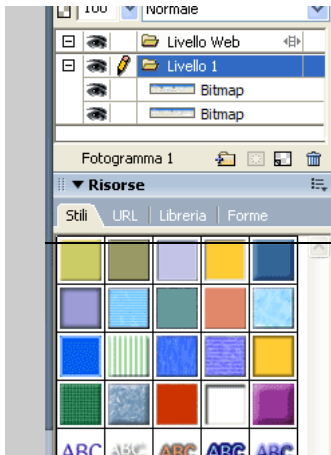 100 Normale
Livello Web
Livello 1
Bitmap
Bitmap
Fotogramma 1
Risorse
Stili URL Libreria Forme
ABC ABC ABC ABC ABC